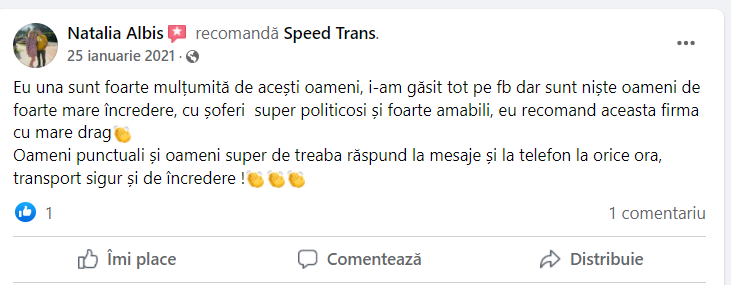 Natalia Albis recomandă Speed Trans.
25 ianuarie 2021 ·
Eu una sunt foarte mulțumită de acești oameni, i-am găsit tot pe fb dar sunt niște oameni de
foarte mare încredere, cu șoferi  super politicosi și foarte amabili, eu recomand aceasta firma
cu mare drag👏
Oameni punctuali și oameni super de treaba răspund la mesaje și la telefon la orice ora,
transport sigur și de încredere !👏👏👏
1 1 comentariu
Îmi place Comentează Distribuie